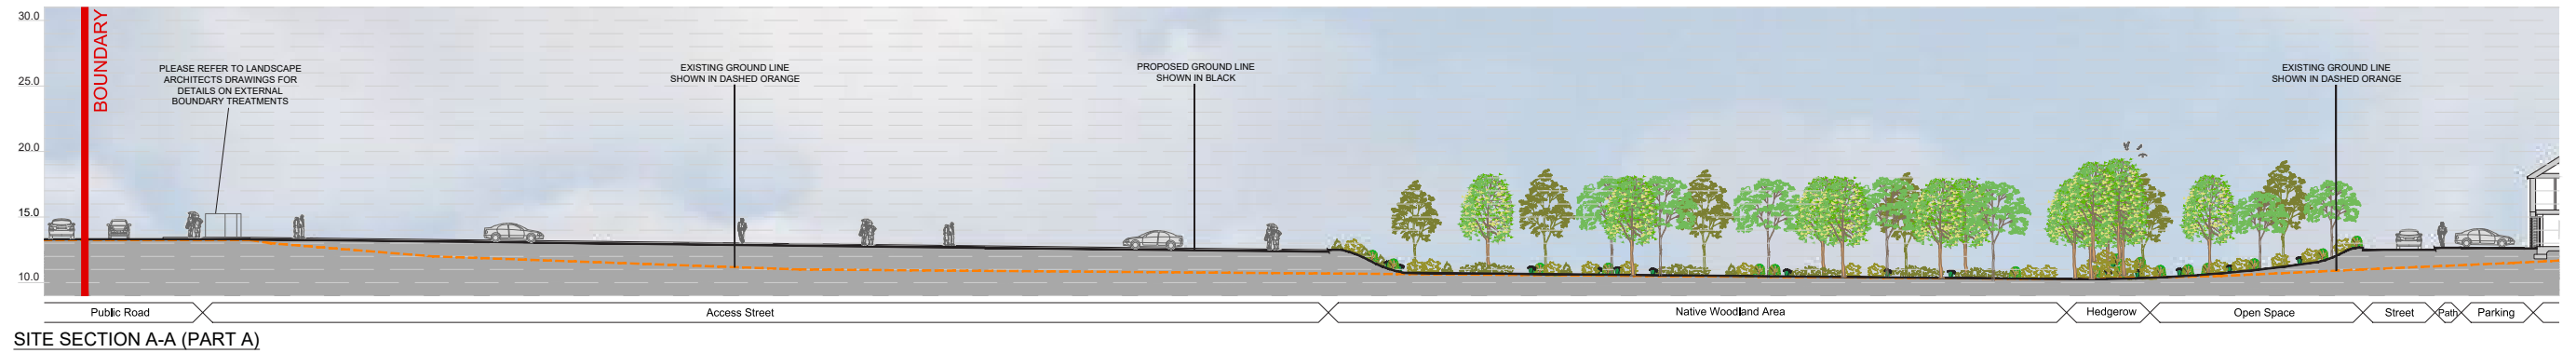 30.0
25.0
20.0
15.0
10.0
BOUNDARY
PLEASE REFER TO LANDSCAPE
ARCHITECTS DRAWINGS FOR
DETAILS ON EXTERNAL
BOUNDARY TREATMENTS
EXISTING GROUND LINE
SHOWN IN DASHED ORANGE
PROPOSED GROUND LINE
SHOWN IN BLACK
EXISTING GROUND LINE
SHOWN IN DASHED ORANGE
Public Road
Access Street
Native Woodland Area
Hedgerow
Open Space
Street
Path
Parking
SITE SECTION A-A (PART A)